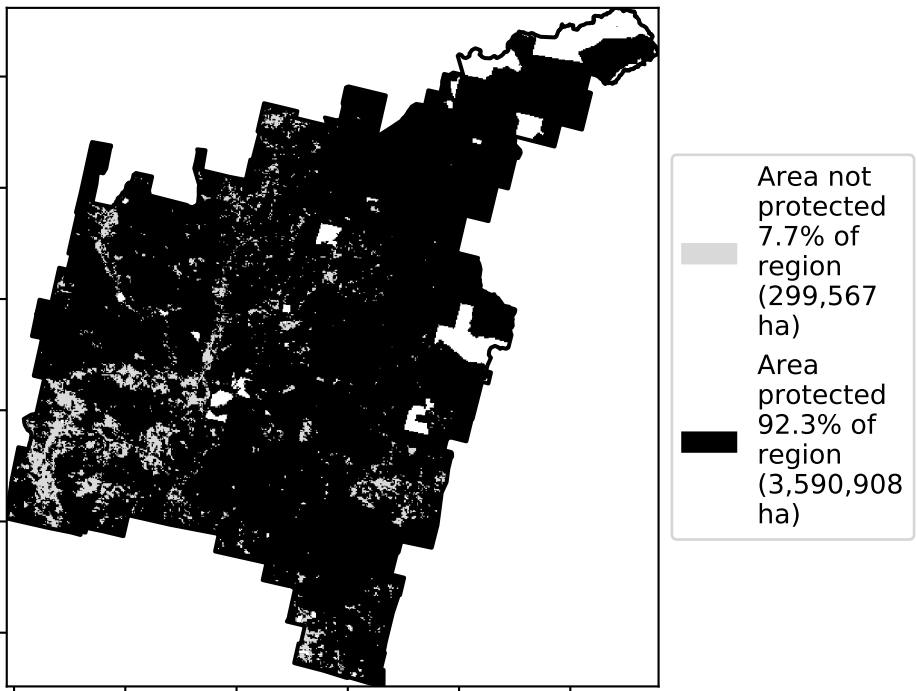 Area not
protected
7.7% of
region
(299,567
ha)
Area
protected
92.3% of
region
(3,590,908
ha)